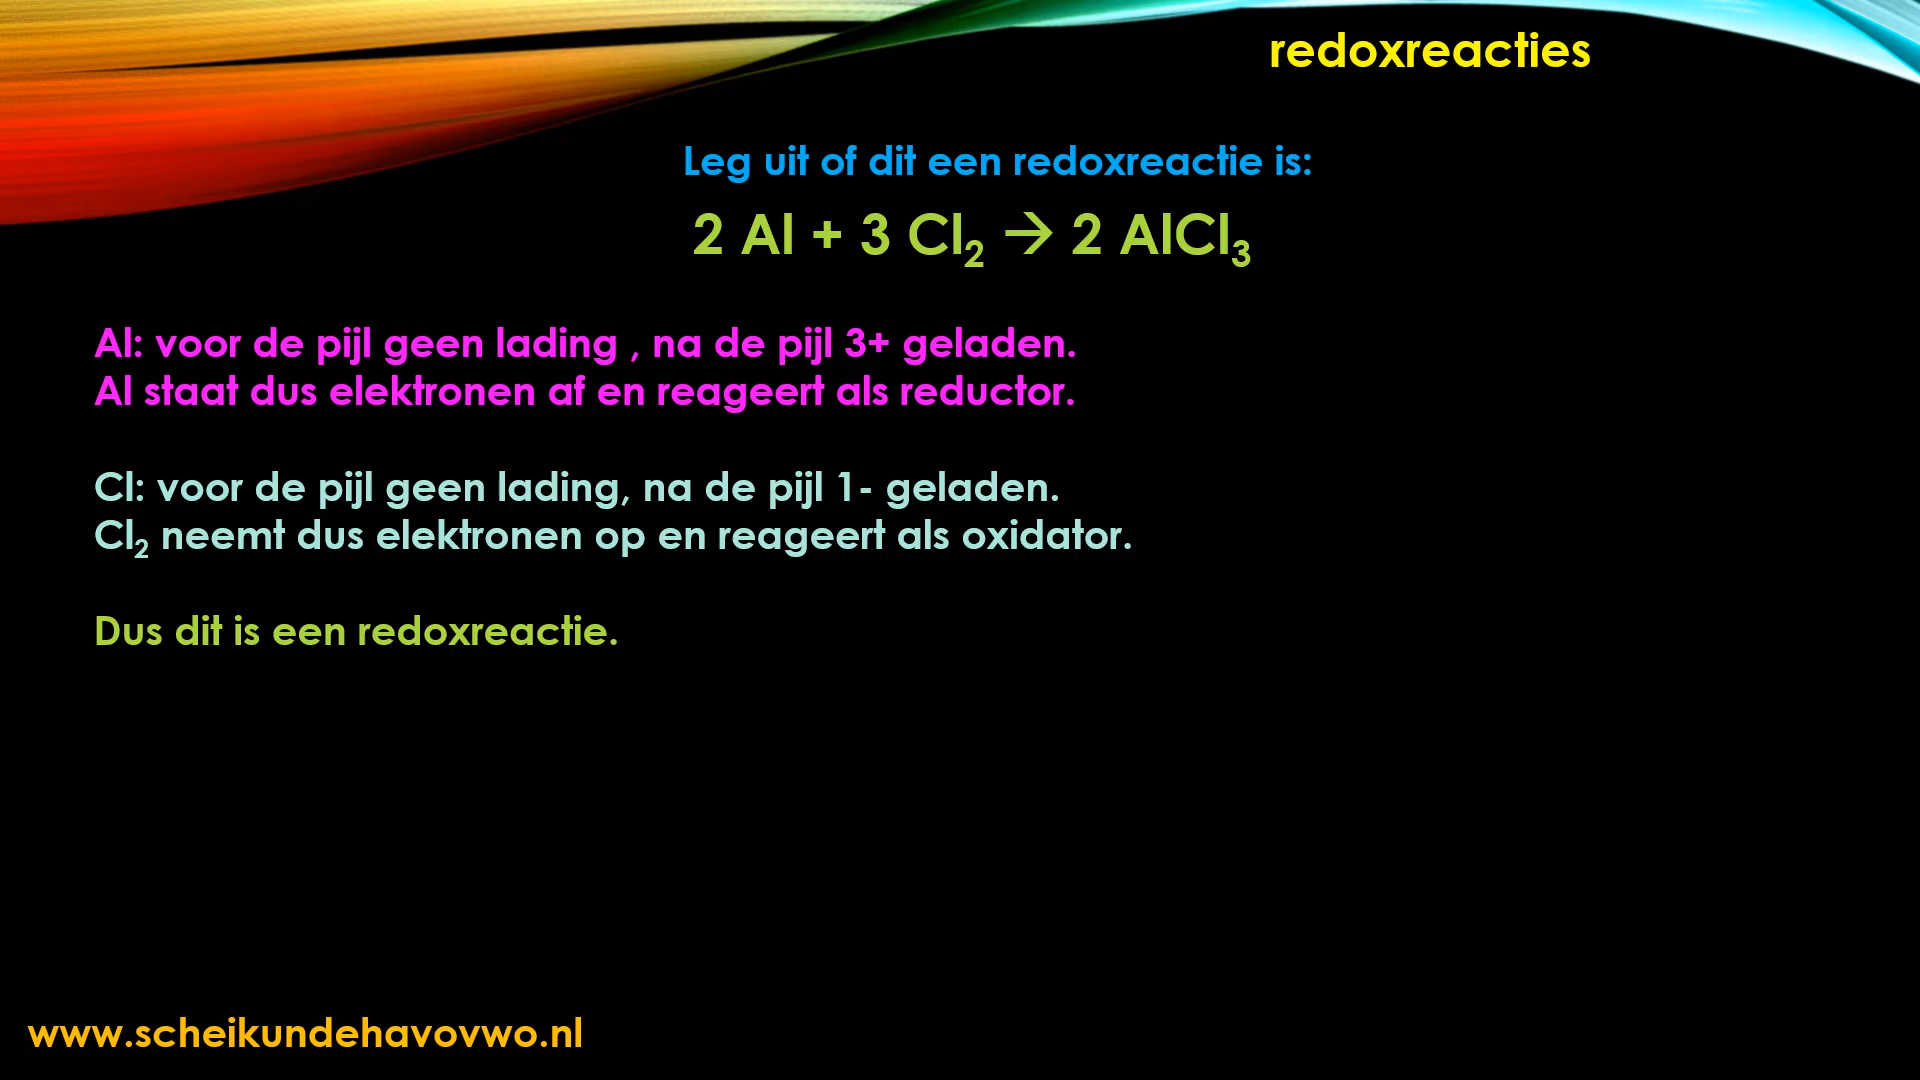 redoxreacties
Leg uit of dit een redoxreactie is:
2 Al + 3 Cl₂ → 2 AlCl₃
Al: voor de pijl geen lading , na de pijl 3+ geladen.
Al staat dus elektronen af en reageert als reductor.
Cl: voor de pijl geen lading, na de pijl 1- geladen.
Cl₂ neemt dus elektronen op en reageert als oxidator.
Dus dit is een redoxreactie.
www.scheikundehavovwo.nl